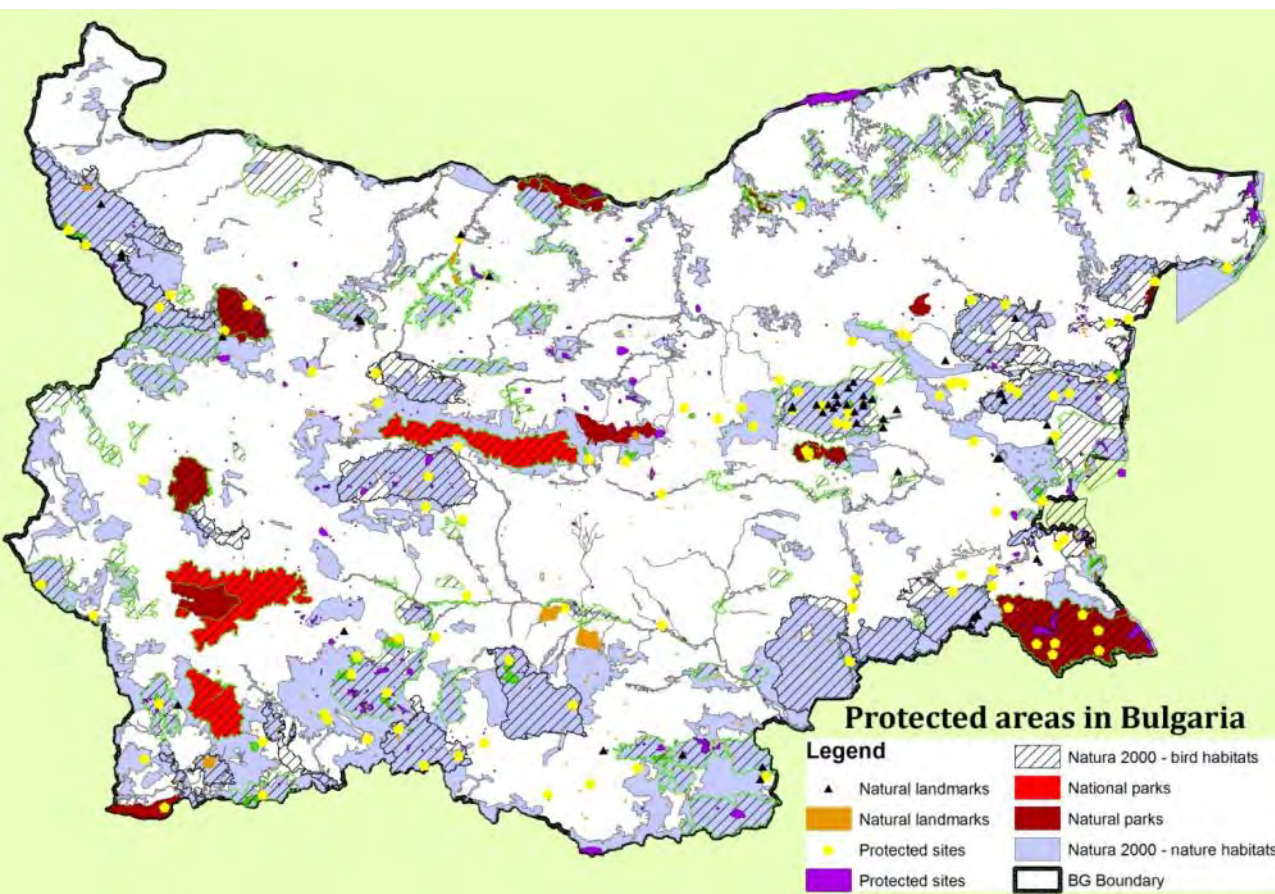 Protected areas in Bulgaria
Legend
Natural landmarks
Natural landmarks
Protected sites
Protected sites
Natura 2000 - bird habitats
National parks
Natural parks
Natura 2000 - nature habitats
BG Boundary